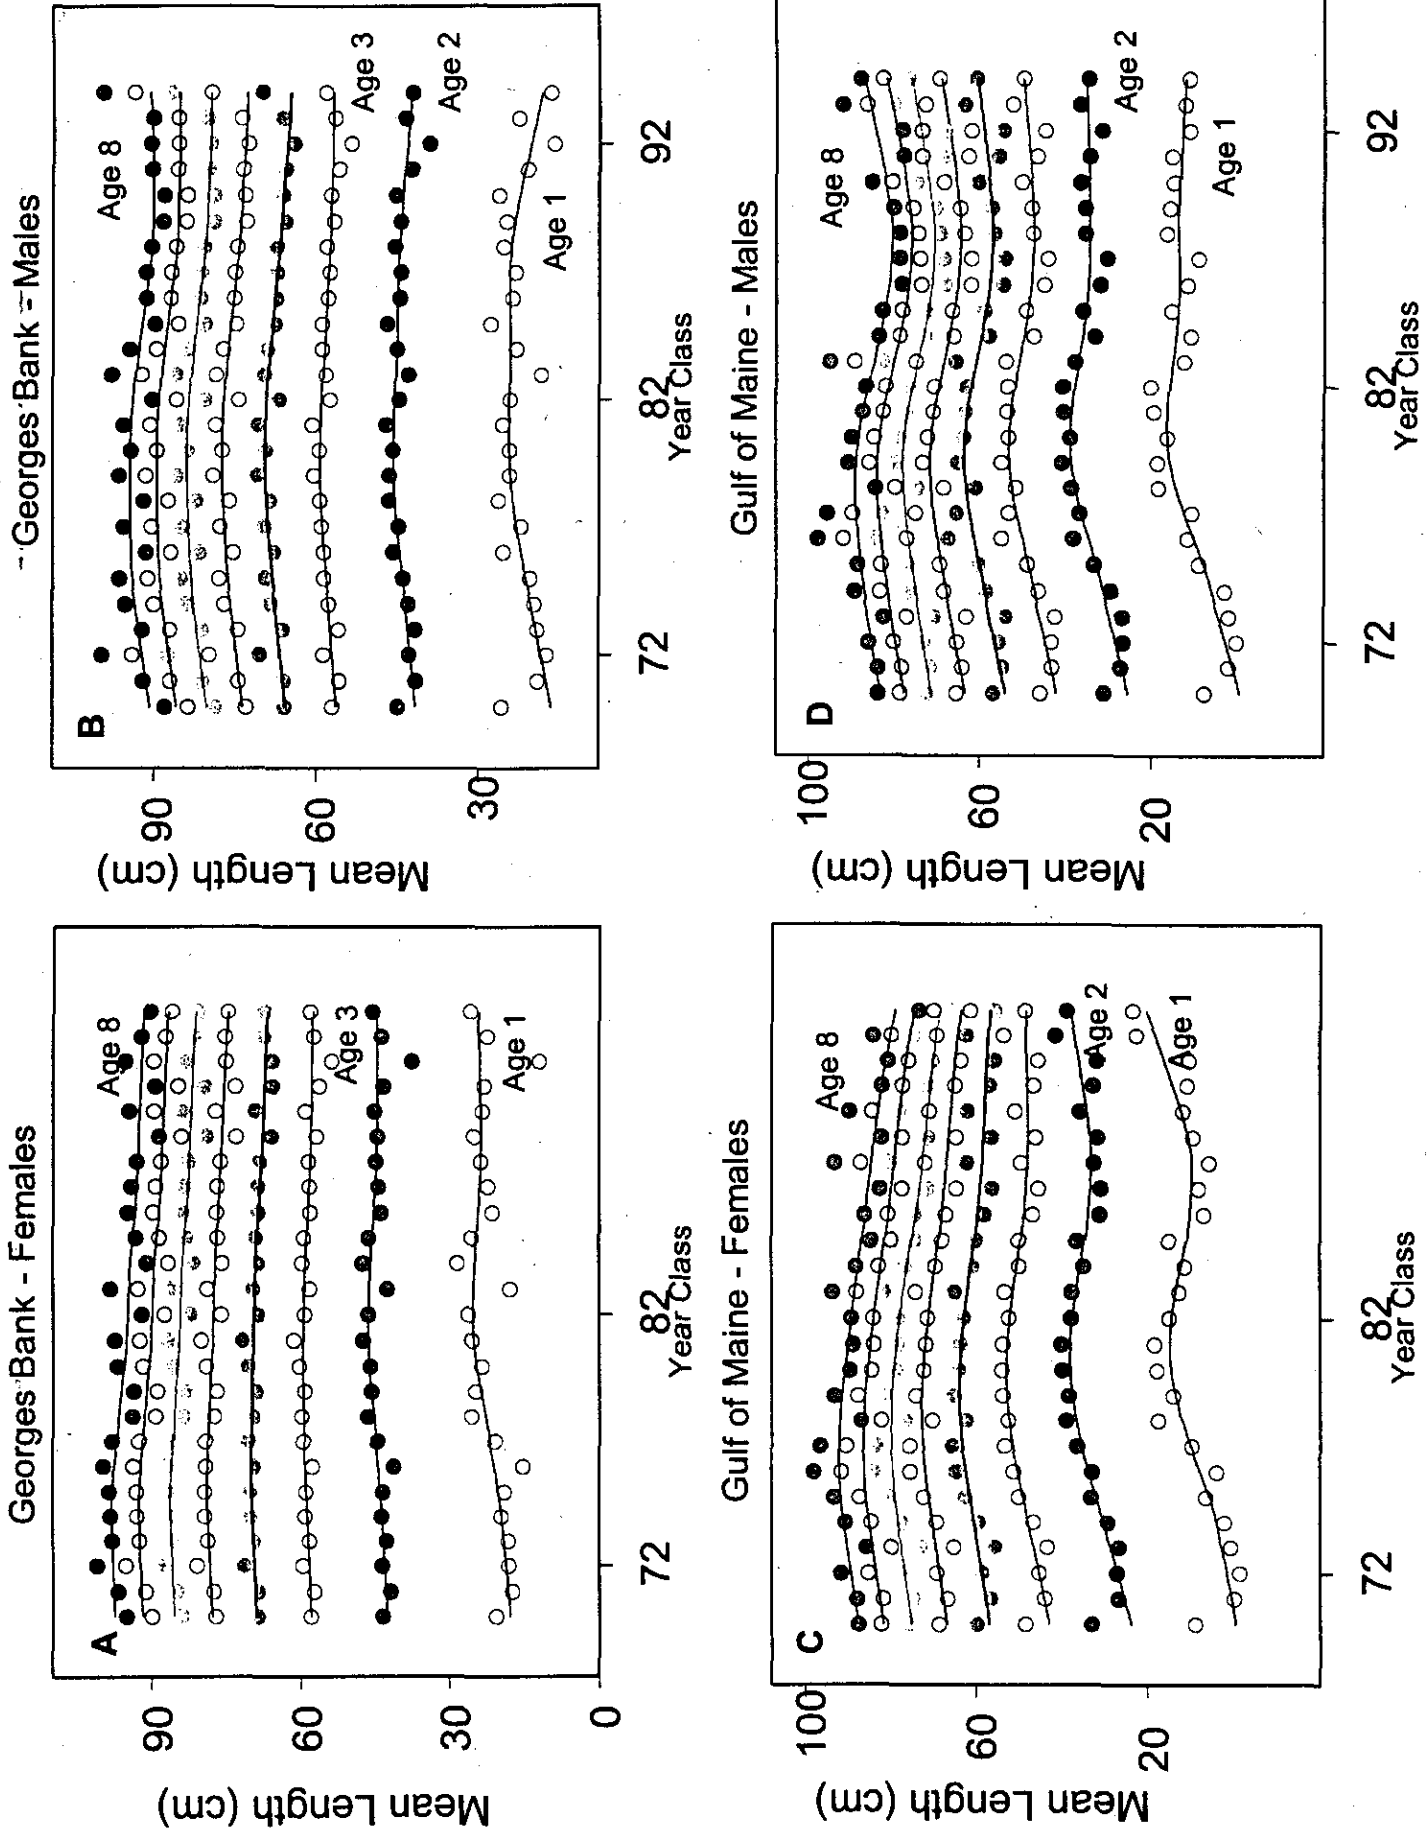 Georges Bank - Females
A
Age 8
Age 3
Age 1
90
60
30
0
Mean Length (cm)
72
82
Year Class
Georges Bank - Males
B
Age 8
Age 3
Age 2
Age 1
90
60
30
Mean Length (cm)
72
82
92
Year Class
Gulf of Maine - Females
C
Age 8
Age 2
Age 1
100
60
20
Mean Length (cm)
72
82
Year Class
Gulf of Maine - Males
D
Age 8
Age 2
Age 1
100
60
20
Mean Length (cm)
72
82
92
Year Class